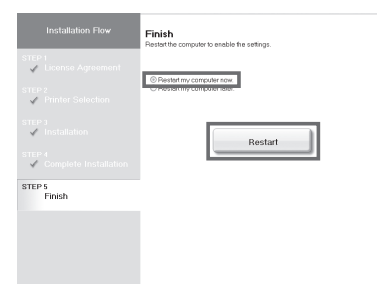 Installation Flow
STEP 1
License Agreement
STEP 2
Printer Selection
STEP 3
Installation
STEP 4
Complete Installation
STEP 5
Finish
Finish
Restart the computer to enable the settings.
Restart my computer now.
Restart my computer later.
Restart